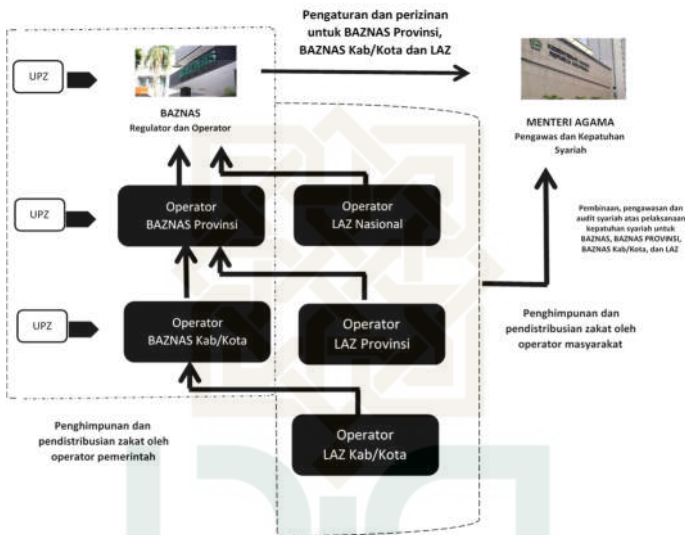 Pengaturan dan perizinan
untuk BAZNAS Provinsi,
BAZNAS Kab/Kota dan LAZ
UPZ
BAZNAS
Regulator dan Operator
MENTERI AGAMA
Pengawas dan Kepatuhan
Syariah
UPZ
Operator
BAZNAS Provinsi
Operator
LAZ Nasional
Pembinaan, pengawasan dan
audit syariah atas pelaksanaan
kepatuhan syariah untuk
BAZNAS, BAZNAS PROVINSI,
BAZNAS Kab/Kota, dan LAZ
UPZ
Operator
BAZNAS Kab/Kota
Operator
LAZ Provinsi
Penghimpunan dan
pendistribusian zakat oleh
operator masyarakat
Penghimpunan dan
pendistribusian zakat oleh
operator pemerintah
Operator
LAZ Kab/Kota